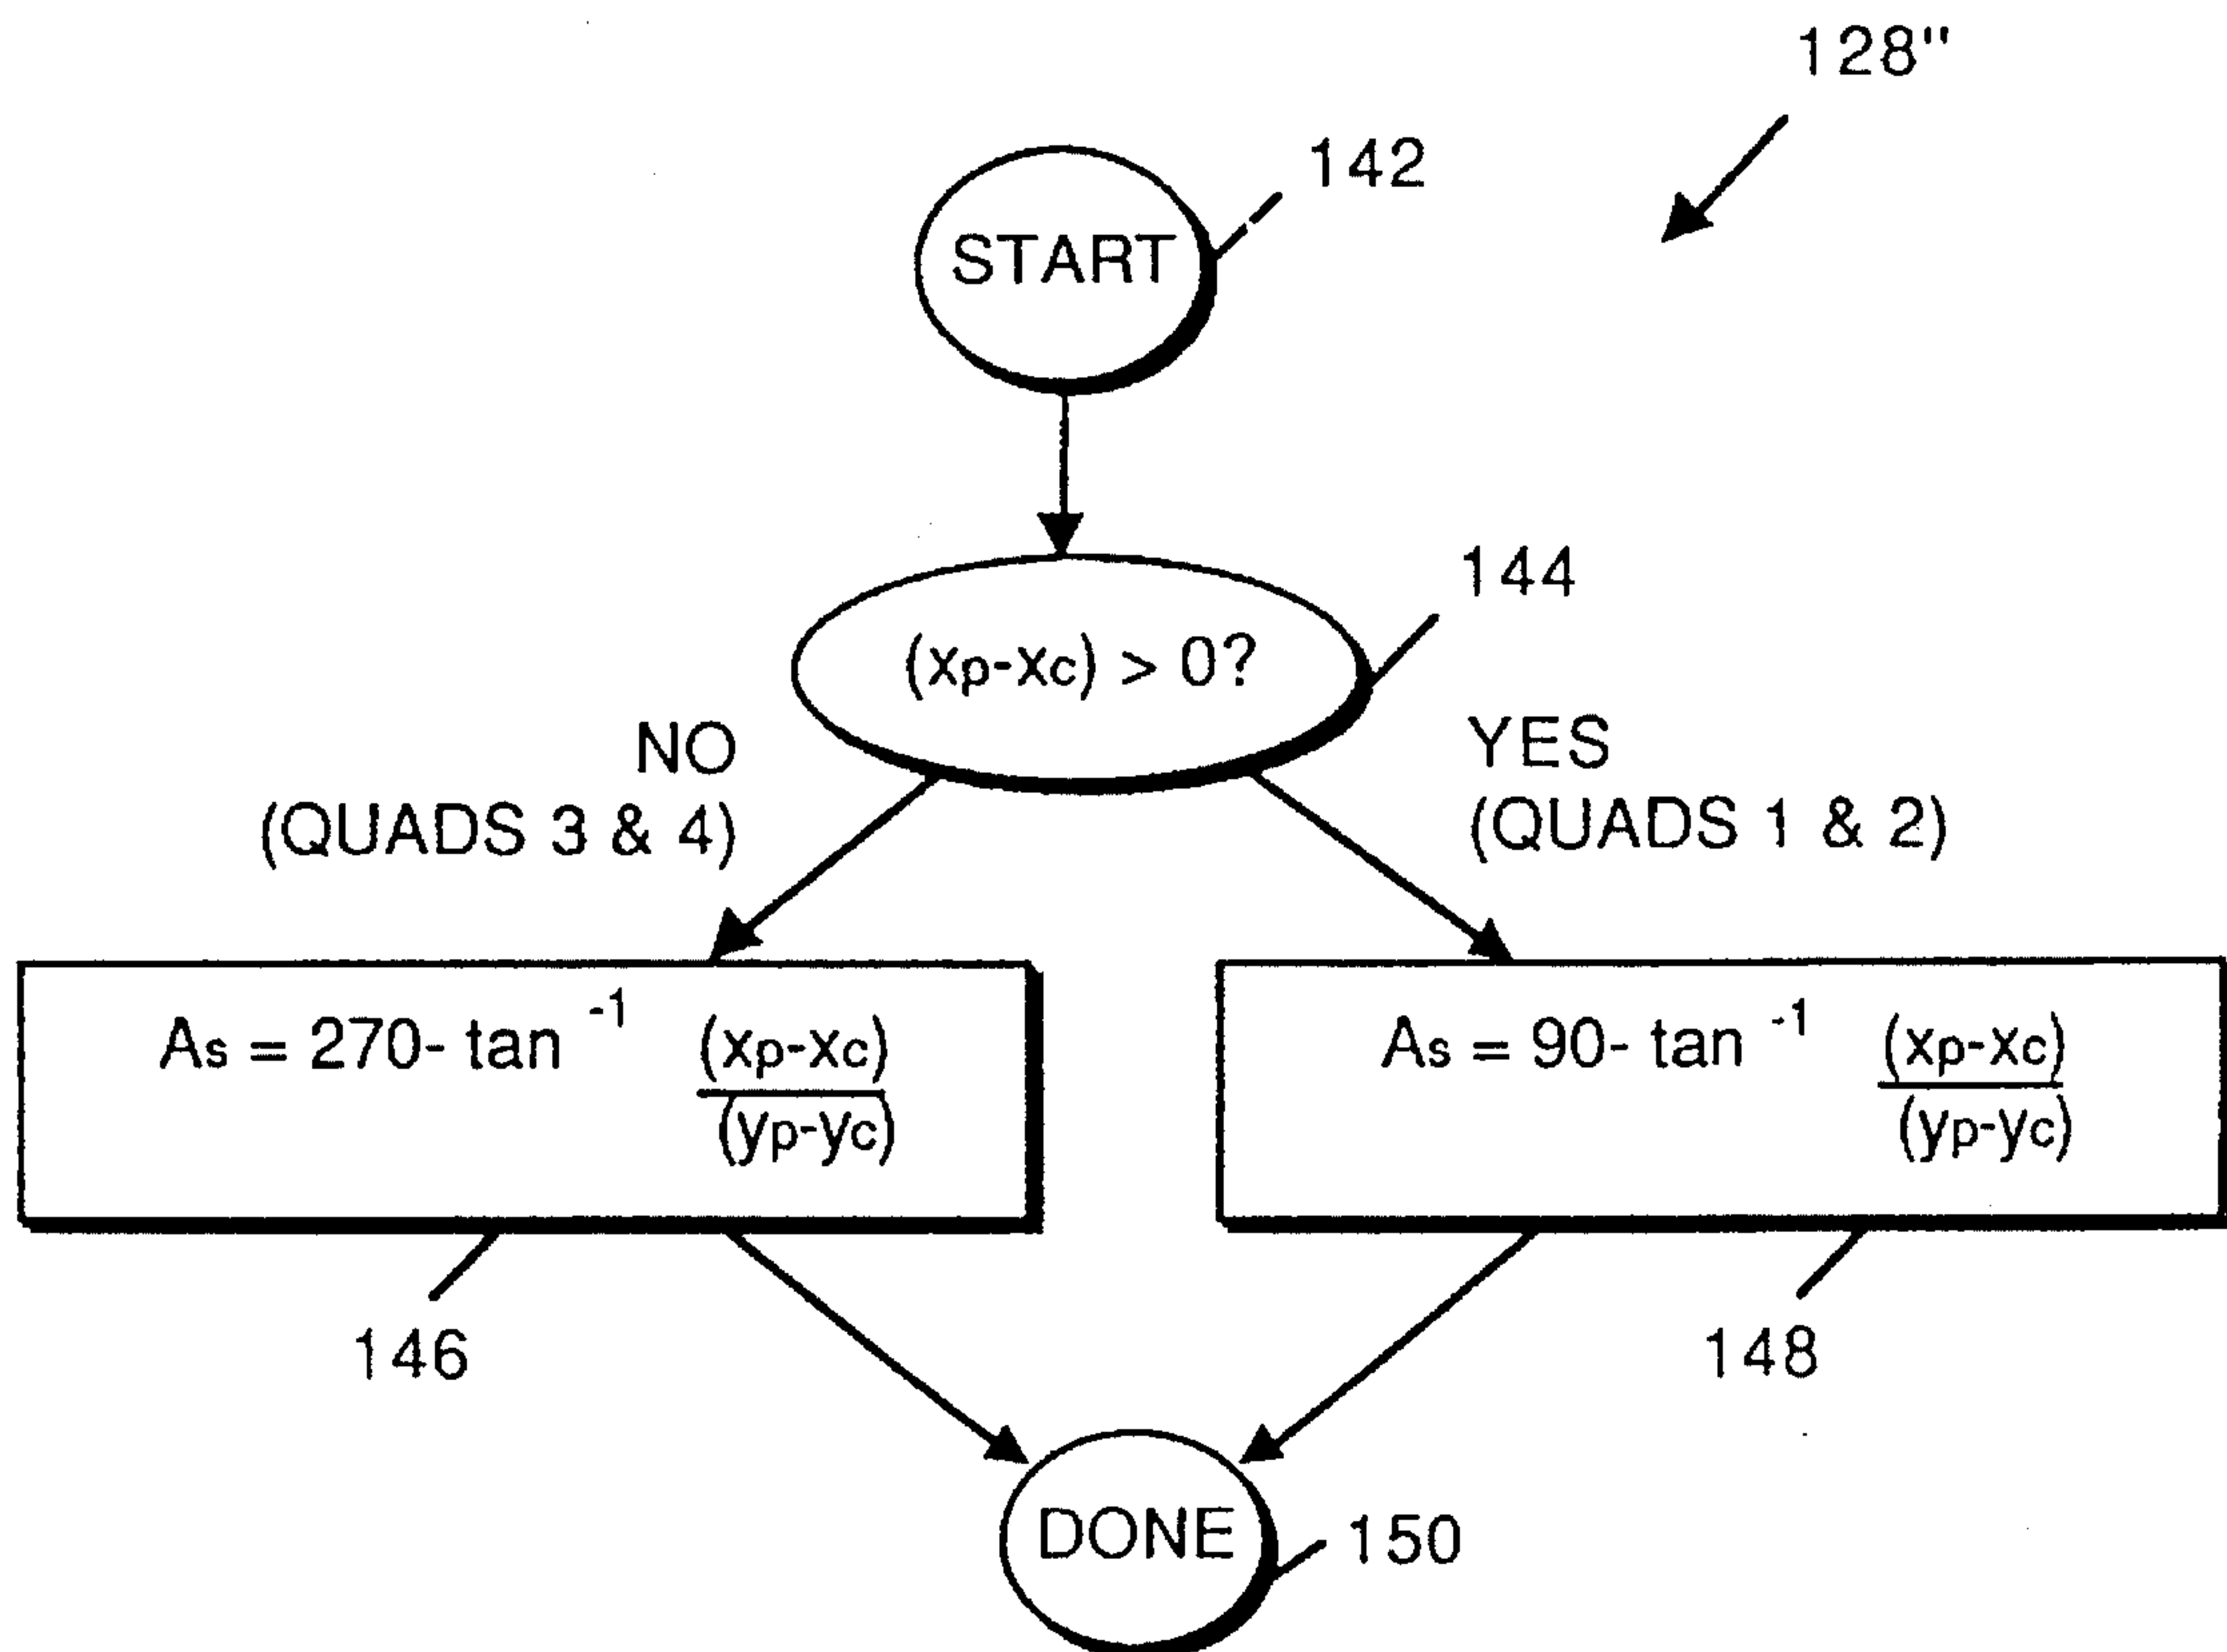 128"
142
START
144
(xp-xc) > 0?
NO
(QUADS 3 & 4)
YES
(QUADS 1 & 2)
As = 270- tan -1 (xp-xc)
(yp-yc)
As = 90- tan -1 (xp-xc)
(yp-yc)
146
148
DONE
150